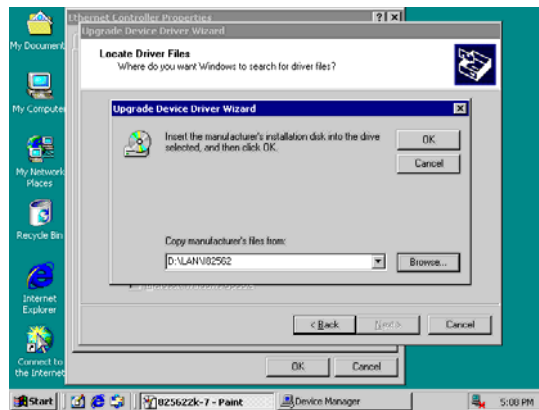 Ethernet Controller Properties
Upgrade Device Driver Wizard
Locate Driver Files
Where do you want Windows to search for driver files?
Upgrade Device Driver Wizard
Insert the manufacturer's installation disk into the drive
selected, and then click OK.
OK
Cancel
Copy manufacturer's files from:
D:\LAN\I82562
Browse...
< Back
Next >
Cancel
OK
Cancel
My Document
My Computer
My Network
Places
Recycle Bin
Internet
Explorer
Connect to
the Internet
Start
825622k-7 - Paint
Device Manager
5:08 PM